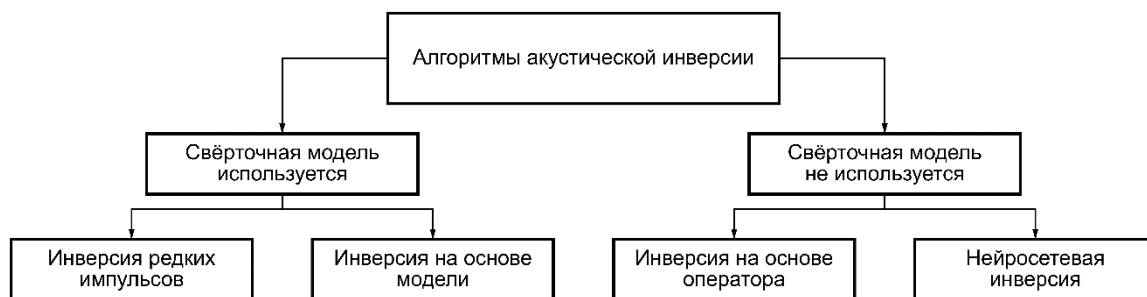 Алгоритмы акустической инверсии
Свёрточная модель
используется
Свёрточная модель
не используется
Инверсия редких
импульсов
Инверсия на основе
модели
Инверсия на основе
оператора
Нейросетевая
инверсия